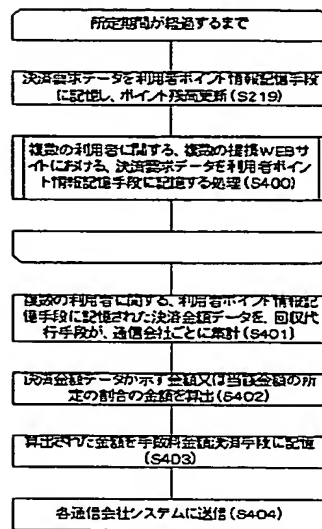 所定期間が経過するまで
決済要求データを利用者ポイント情報記憶手段
に記憶し、ポイント残高更新(S219)
複数の利用者に関する、複数の提携WEBサ
イトにおける、決済要求データを利用者ポイン
ト情報記憶手段に記憶する処理(S400)
複数の利用者に関する、利用者ポイント情報記
憶手段に記憶された決済金額データを、回収代
行手段が、通信会社ごとに集計(S401)
決済金額データが示す金額又は当該金額の所
定の割合の金額を算出(S402)
算出された金額を手数料金額決済手段に記憶
(S403)
各通信会社システムに送信(S404)